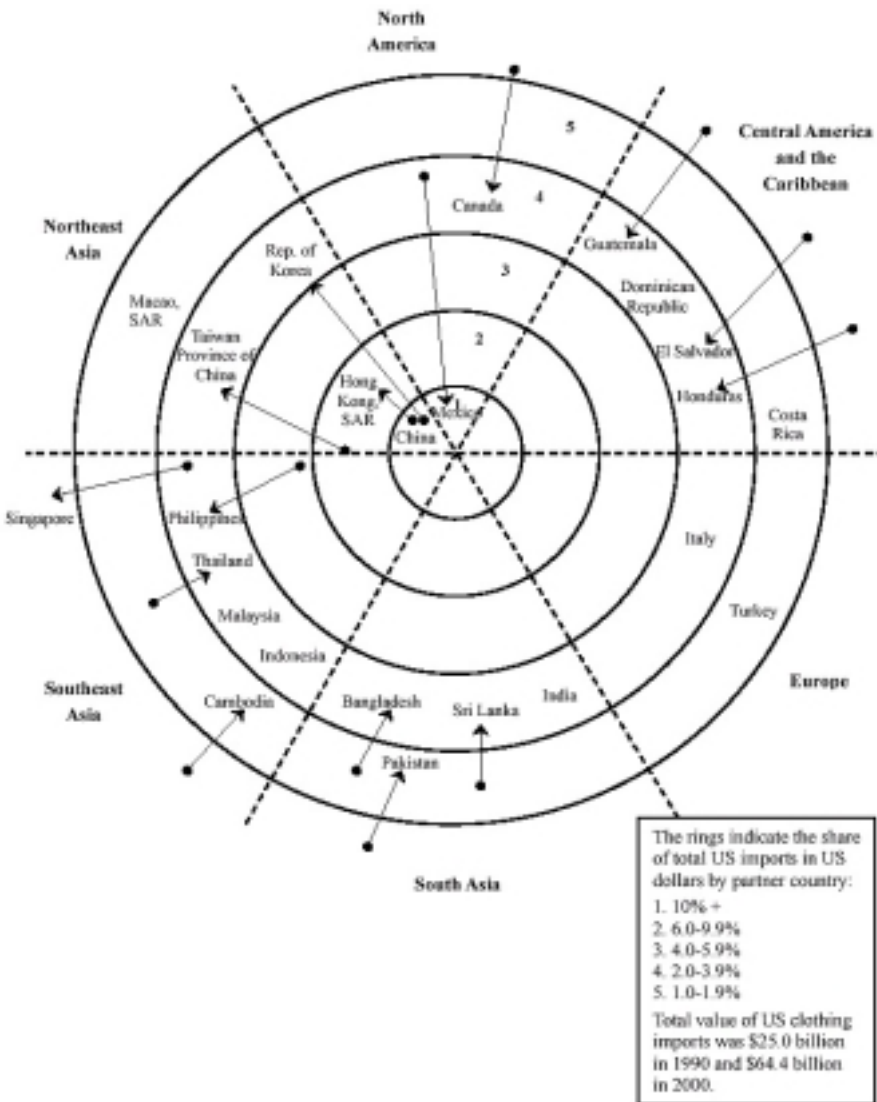 North
America
5
Central America
and the
Caribbean
4
Canada
Northeast
Asia
Guatemala
Rep. of
Korea
3
Dominican
Republic
Macao,
SAR
Taiwan
Province of
China
2
El Salvador
Hong
Kong,
SAR
Honduras
1
Mexico
China
Costa
Rica
Singapore
Philippines
Italy
Thailand
Malaysia
Turkey
Indonesia
Europe
Southeast
Asia
Cambodia
Bangladesh
Sri Lanka
India
Pakistan
South Asia
The rings indicate the share
of total US imports in US
dollars by partner country:
1. 10% +
2. 6.0-9.9%
3. 4.0-5.9%
4. 2.0-3.9%
5. 1.0-1.9%
Total value of US clothing
imports was $25.0 billion
in 1990 and $64.4 billion
in 2000.